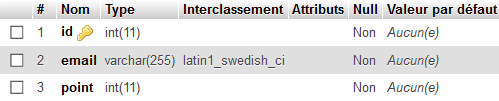 # Nom Type Interclassement Attributs Null Valeur par défaut
1 id int(11) Non Aucun(e)
2 email varchar(255) latin1_swedish_ci Non Aucun(e)
3 point int(11) Non Aucun(e)